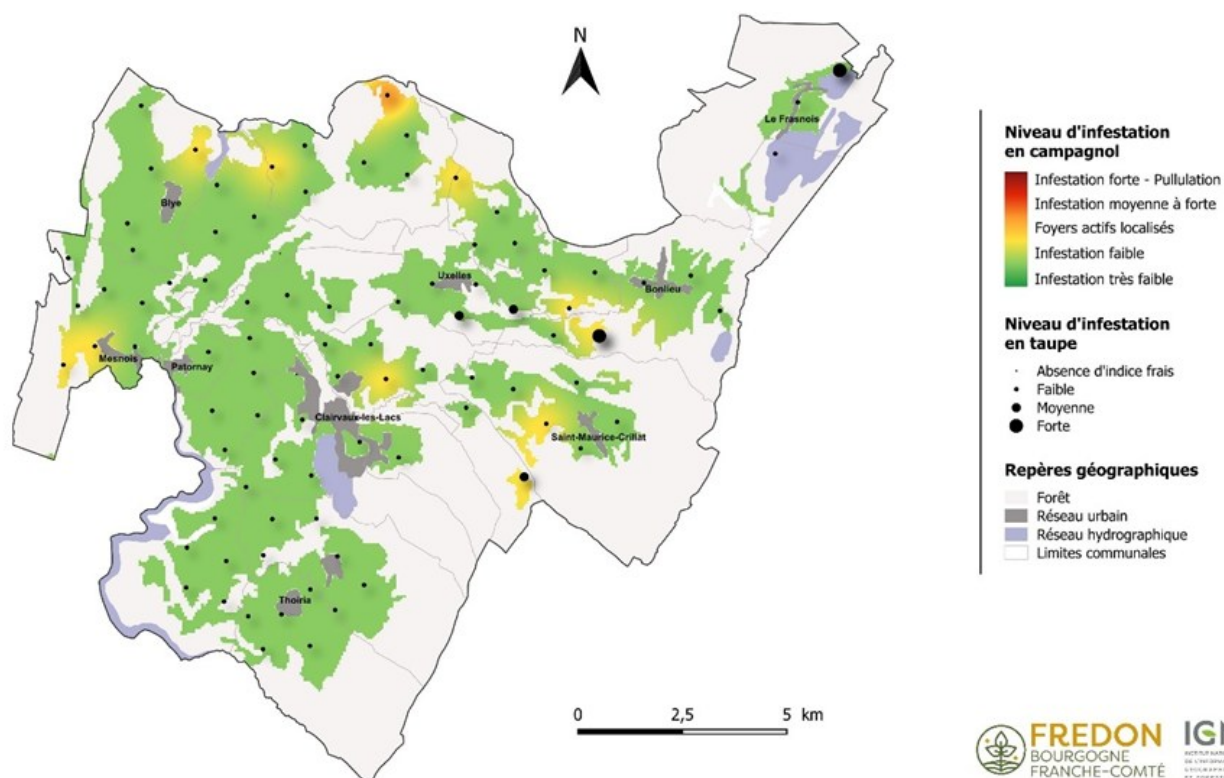 N
Le Frasnois
Blye
Uxelles
Bonlieu
Mesnois
Patornay
Clairvaux-les-Lacs
Saint-Maurice-Crillat
Thoiria
0 2,5 5 km
Niveau d'infestation
en campagnol
Infestation forte - Pullulation
Infestation moyenne à forte
Foyers actifs localisés
Infestation faible
Infestation très faible
Niveau d'infestation
en taupe
Absence d'indice frais
Faible
Moyenne
Forte
Repères géographiques
Forêt
Réseau urbain
Réseau hydrographique
Limites communales
FREDON
BOURGOGNE
FRANCHE-COMTÉ